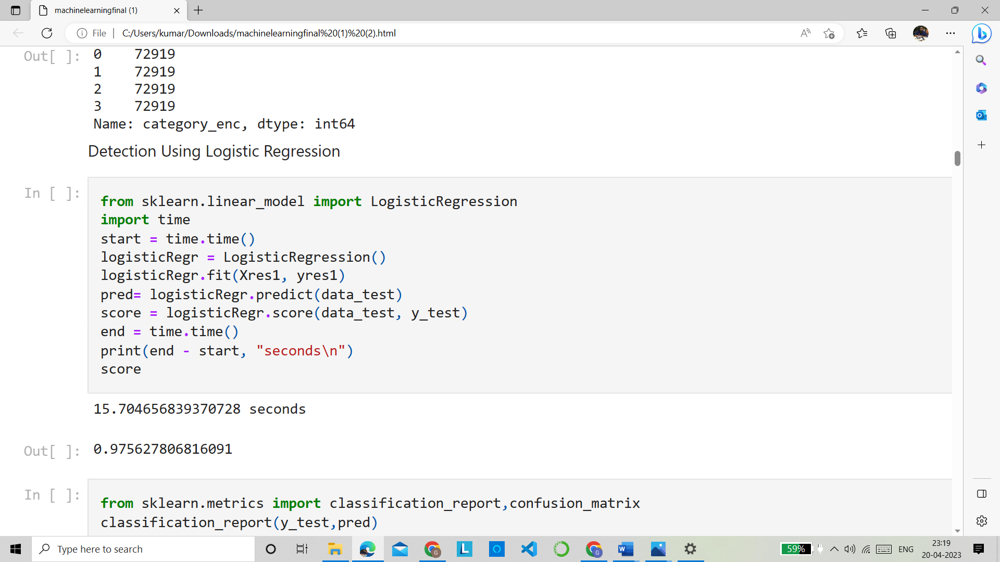 machinelearningfinal (1)
File | C:/Users/kumar/Downloads/machinelearningfinal%20(1)%20(2).html
Out[ ]: 0    72919
1    72919
2    72919
3    72919
Name: category_enc, dtype: int64
Detection Using Logistic Regression
In [ ]:
from sklearn.linear_model import LogisticRegression
import time
start = time.time()
logisticRegr = LogisticRegression()
logisticRegr.fit(Xres1, yres1)
pred= logisticRegr.predict(data_test)
score = logisticRegr.score(data_test, y_test)
end = time.time()
print(end - start, "seconds\n")
score
15.704656839370728 seconds
Out[ ]: 0.975627806816091
In [ ]:
from sklearn.metrics import classification_report,confusion_matrix
classification_report(y_test,pred)
Type here to search
59%
ENG
23:19
20-04-2023